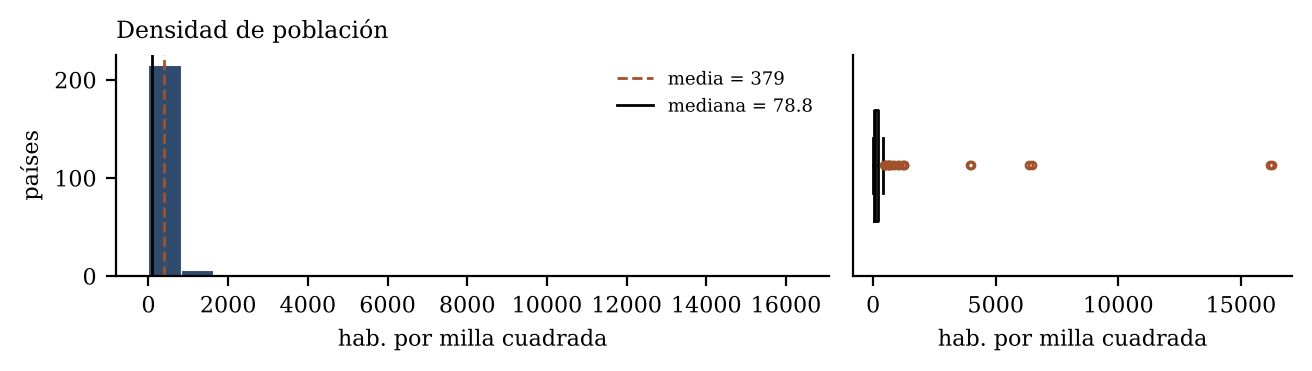 Densidad de población
países
200
100
0
media = 379
mediana = 78.8
0 2000 4000 6000 8000 10000 12000 14000 16000
hab. por milla cuadrada
0 5000 10000 15000
hab. por milla cuadrada